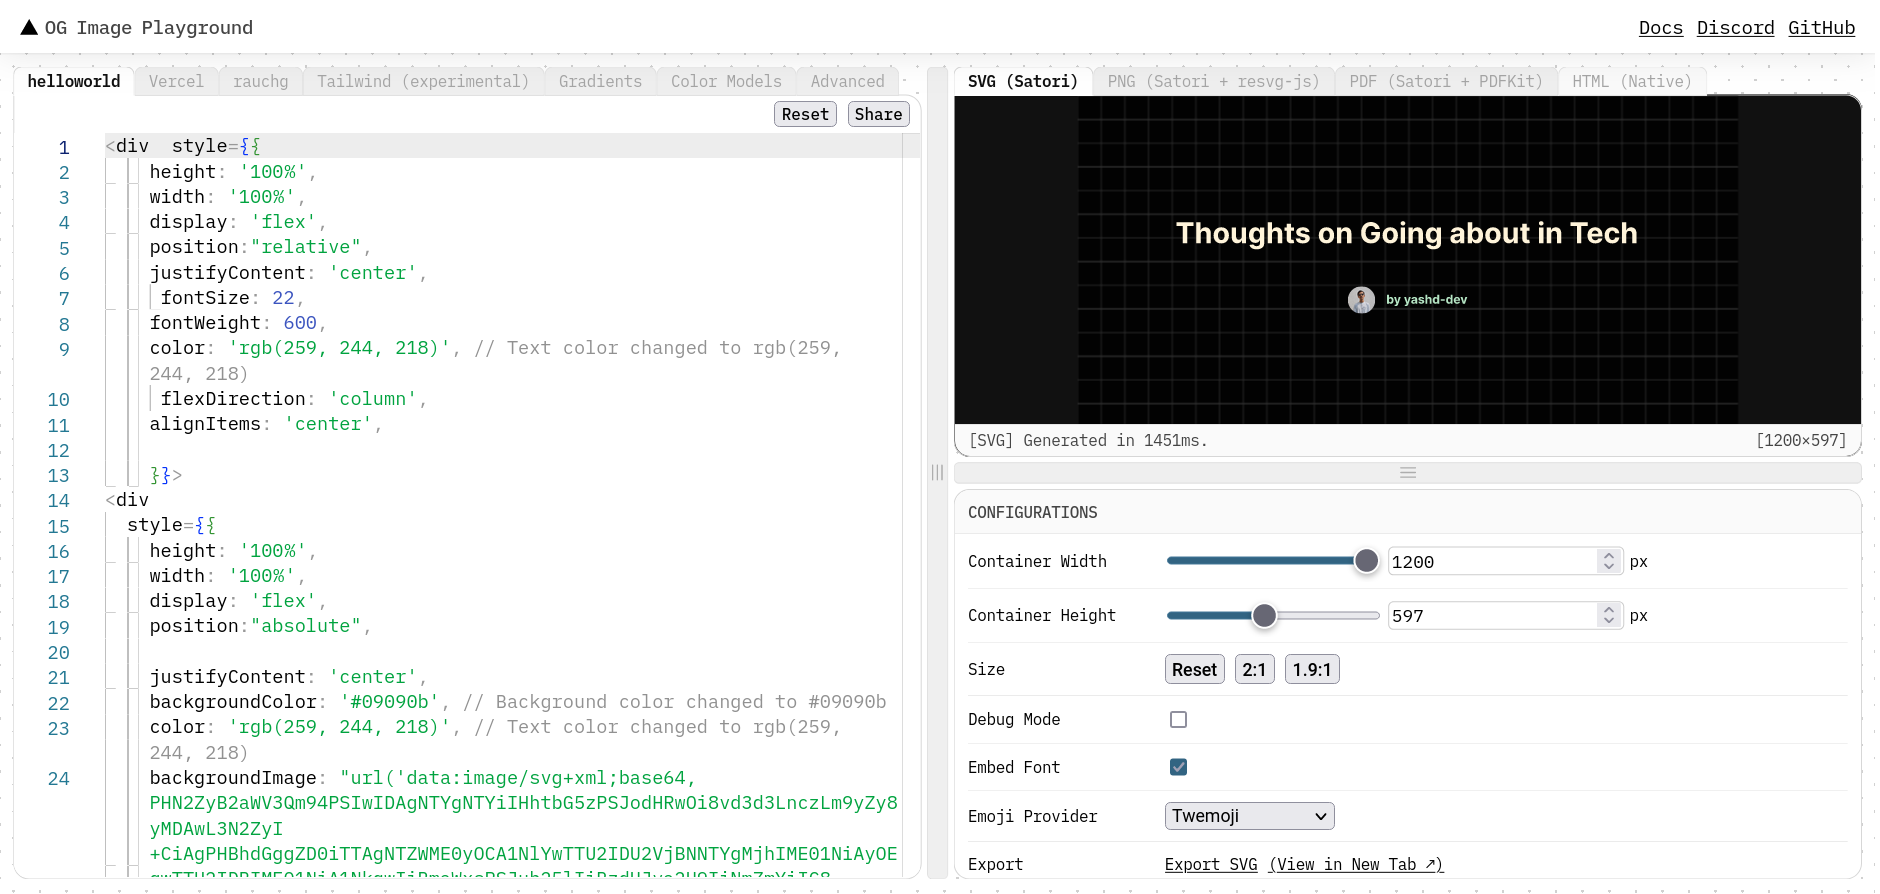 OG Image Playground
Docs Discord GitHub
helloworld Vercel rauchg Tailwind (experimental) Gradients Color Models Advanced
Reset Share
1 <div  style={{
2 height: '100%',
3 width: '100%',
4 display: 'flex',
5 position:"relative",
6 justifyContent: 'center',
7 fontSize: 22,
8 fontWeight: 600,
9 color: 'rgb(259, 244, 218)', // Text color changed to rgb(259,
244, 218)
10 flexDirection: 'column',
11 alignItems: 'center',
12
13 }}>
14 <div
15 style={{
16 height: '100%',
17 width: '100%',
18 display: 'flex',
19 position:"absolute",
20
21 justifyContent: 'center',
22 backgroundColor: '#09090b', // Background color changed to #09090b
23 color: 'rgb(259, 244, 218)', // Text color changed to rgb(259,
244, 218)
24 backgroundImage: "url('data:image/svg+xml;base64,
PHN2ZyB2aWV3Qm94PSIwIDAgNTYgNTYiIHhtbG5zPSJodHRwOi8vd3d3LnczLm9yZy8
yMDAwL3N2ZyI
+CiAgPHBhdGggZD0iTTAgNTZWME0yOCA1NlYwTTU2IDU2VjBNNTYgMjhIME01NiAyOE
SVG (Satori) PNG (Satori + resvg-js) PDF (Satori + PDFKit) HTML (Native)
Thoughts on Going about in Tech
by yashd-dev
[SVG] Generated in 1451ms. [1200×597]
CONFIGURATIONS
Container Width 1200 px
Container Height 597 px
Size Reset 2:1 1.9:1
Debug Mode
Embed Font
Emoji Provider Twemoji
Export Export SVG (View in New Tab ↗)